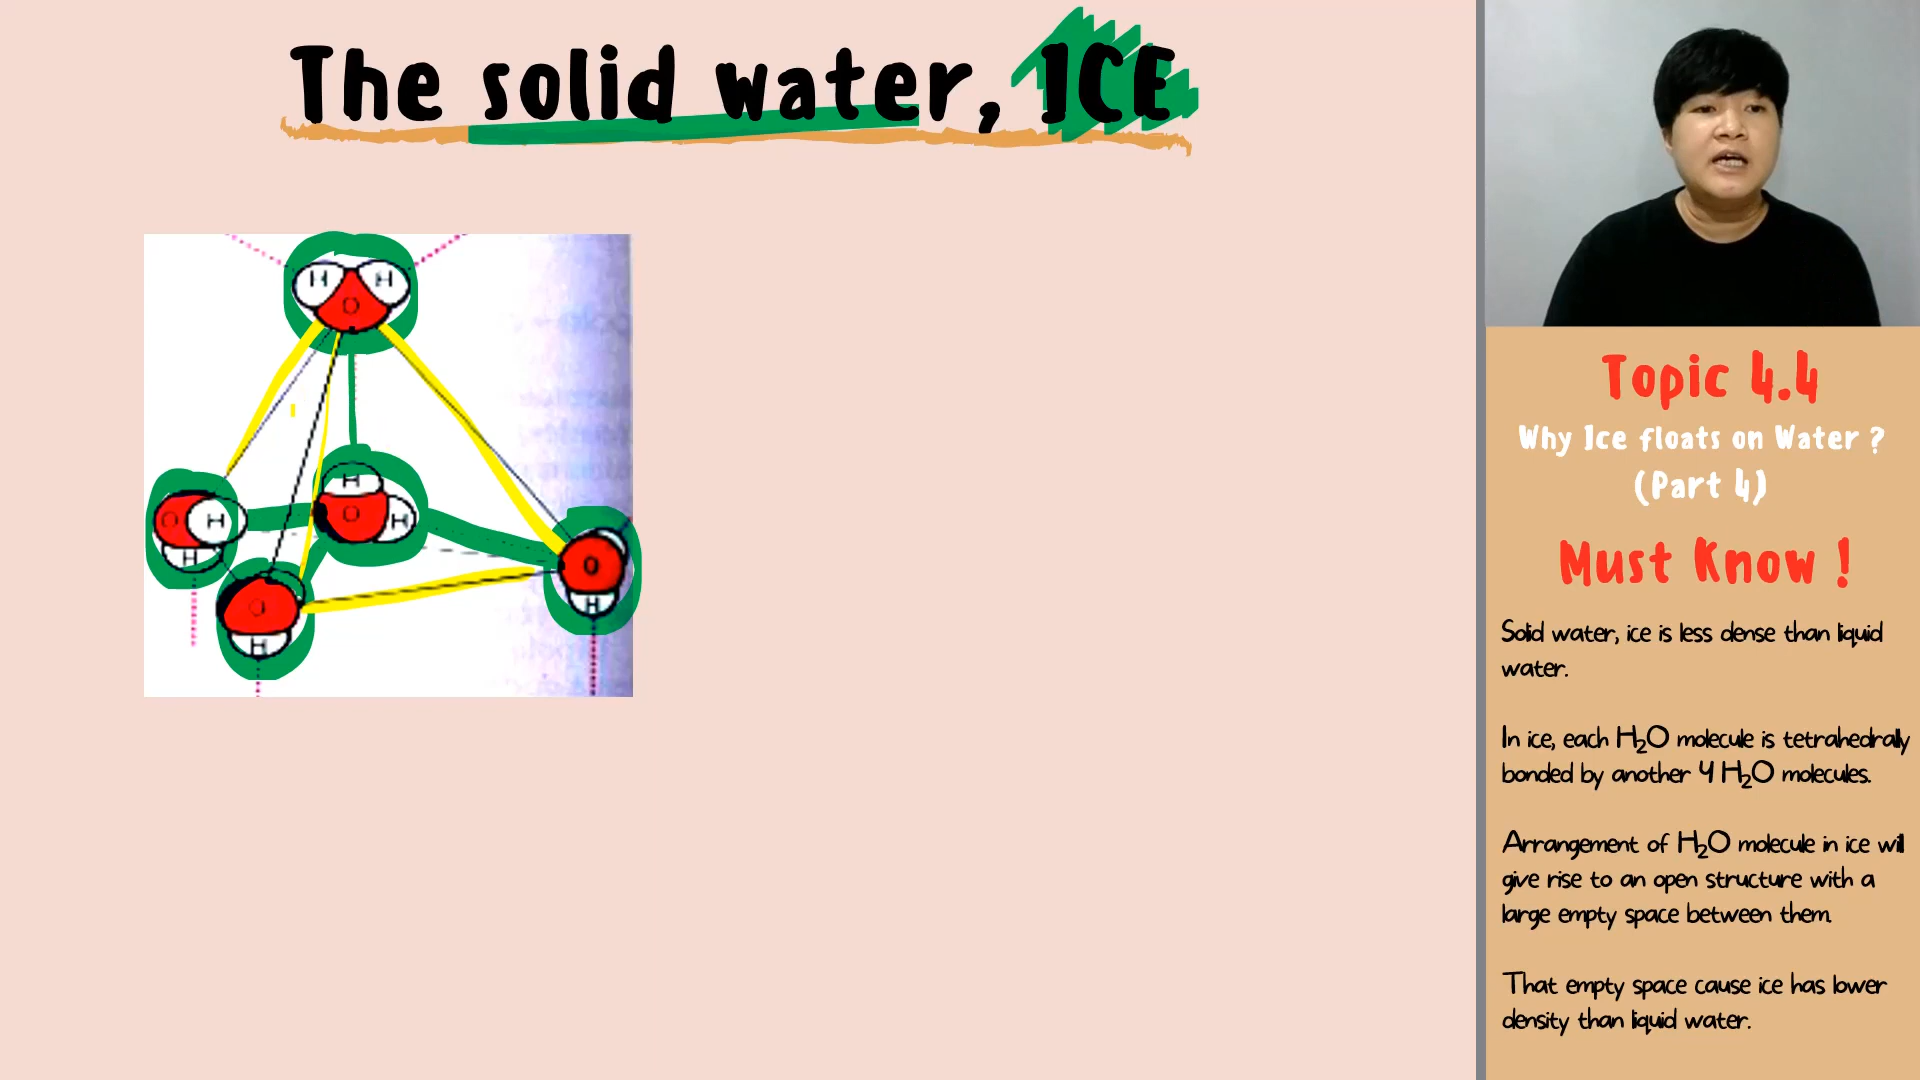 The solid water, ICE
H H
O
H
O H
O H
H
O
H
O
H
Topic 4.4
Why Ice floats on Water ?
(Part 4)
Must Know !
Solid water, ice is less dense than liquid
water.
In ice, each H₂O molecule is tetrahedrally
bonded by another 4 H₂O molecules.
Arrangement of H₂O molecule in ice will
give rise to an open structure with a
large empty space between them.
That empty space cause ice has lower
density than liquid water.